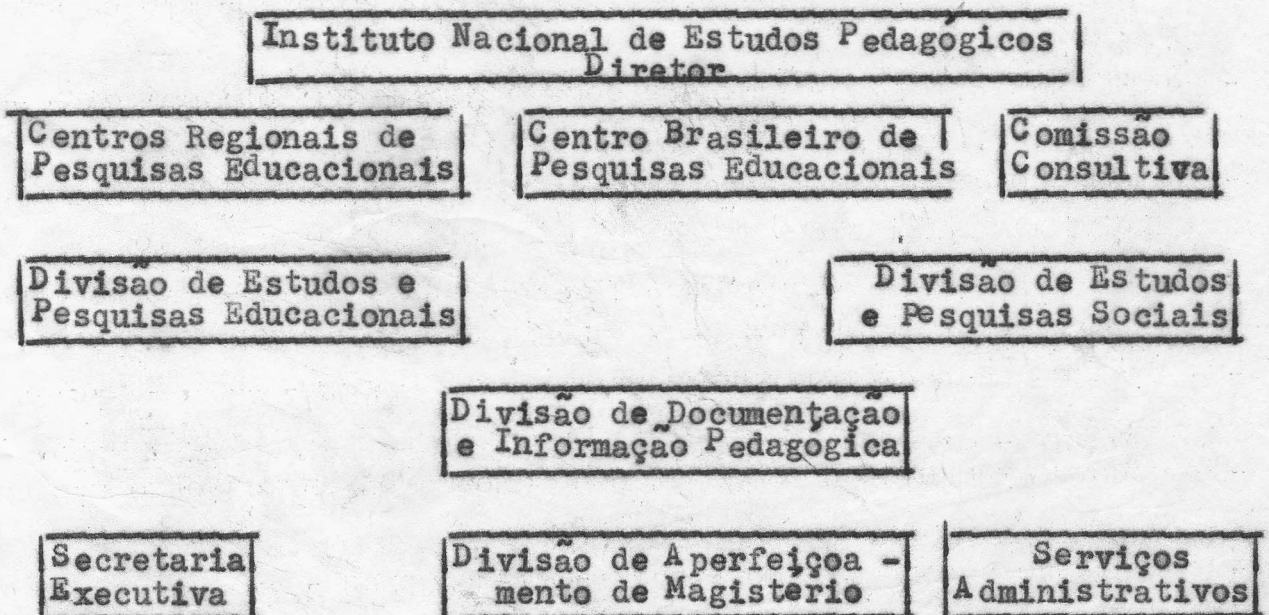 Instituto Nacional de Estudos Pedagógicos
Diretor
Centros Regionais de
Pesquisas Educacionais
Centro Brasileiro de
Pesquisas Educacionais
Comissão
Consultiva
Divisão de Estudos e
Pesquisas Educacionais
Divisão de Estudos
e Pesquisas Sociais
Divisão de Documentação
e Informação Pedagógica
Secretaria
Executiva
Divisão de Aperfeiçoa -
mento de Magistério
Serviços
Administrativos